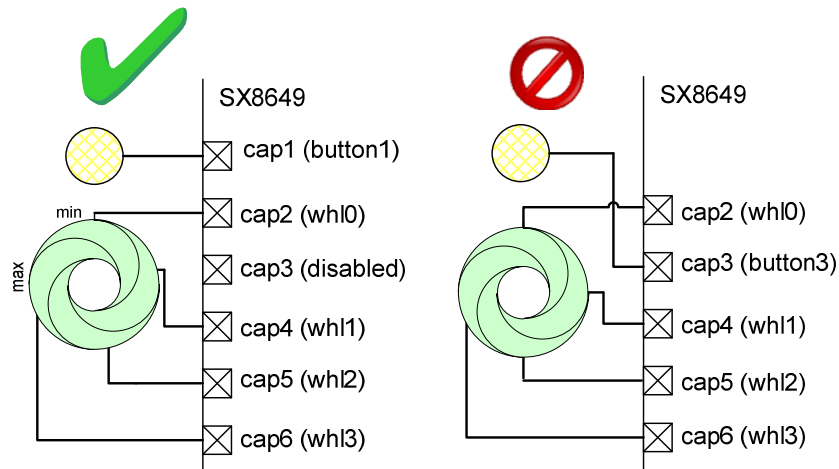 SX8649
cap1 (button1)
min
cap2 (whl0)
max
cap3 (disabled)
cap4 (whl1)
cap5 (whl2)
cap6 (whl3)
SX8649
cap2 (whl0)
cap3 (button3)
cap4 (whl1)
cap5 (whl2)
cap6 (whl3)